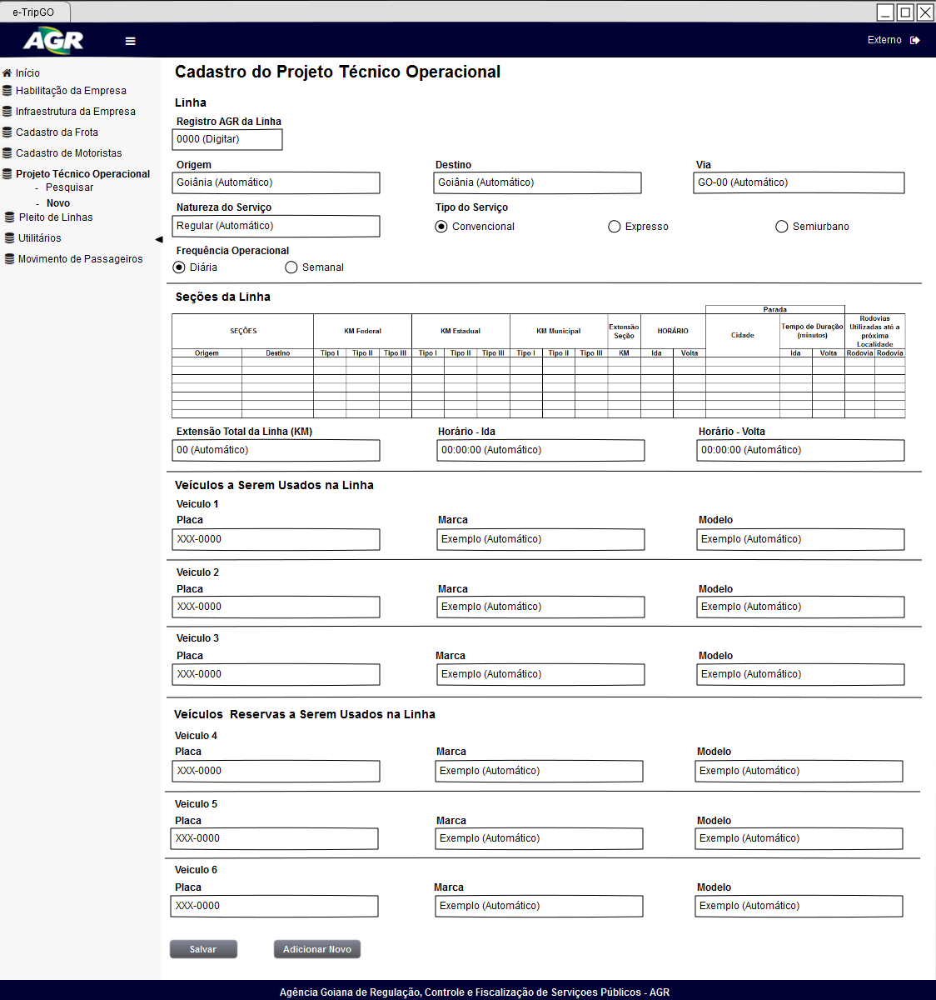 e-TripGO
AGR
Externo
Início
Habilitação da Empresa
Infraestrutura da Empresa
Cadastro da Frota
Cadastro de Motoristas
Projeto Técnico Operacional
- Pesquisar
- Novo
Pleito de Linhas
Utilitários
Movimento de Passageiros
Cadastro do Projeto Técnico Operacional
Linha
Registro AGR da Linha
0000 (Digitar)
Origem Destino Via
Goiânia (Automático) Goiânia (Automático) GO-00 (Automático)
Natureza do Serviço Tipo do Serviço
Regular (Automático) Convencional Expresso Semiurbano
Frequência Operacional
Diária Semanal
Seções da Linha
Parada
SEÇÕES KM Federal KM Estadual KM Municipal Extensão Seção HORÁRIO Cidade Tempo de Duração (minutos) Rodovias Utilizadas até a próxima Localidade
Origem Destino Tipo I Tipo II Tipo III Tipo I Tipo II Tipo III Tipo I Tipo II Tipo III KM Ida Volta Ida Volta Rodovia Rodovia
Extensão Total da Linha (KM) Horário - Ida Horário - Volta
00 (Automático) 00:00:00 (Automático) 00:00:00 (Automático)
Veículos a Serem Usados na Linha
Veiculo 1
Placa Marca Modelo
XXX-0000 Exemplo (Automático) Exemplo (Automático)
Veiculo 2
Placa Marca Modelo
XXX-0000 Exemplo (Automático) Exemplo (Automático)
Veiculo 3
Placa Marca Modelo
XXX-0000 Exemplo (Automático) Exemplo (Automático)
Veículos Reservas a Serem Usados na Linha
Veiculo 4
Placa Marca Modelo
XXX-0000 Exemplo (Automático) Exemplo (Automático)
Veiculo 5
Placa Marca Modelo
XXX-0000 Exemplo (Automático) Exemplo (Automático)
Veiculo 6
Placa Marca Modelo
XXX-0000 Exemplo (Automático) Exemplo (Automático)
Salvar Adicionar Novo
Agência Goiana de Regulação, Controle e Fiscalização de Serviçoes Públicos - AGR